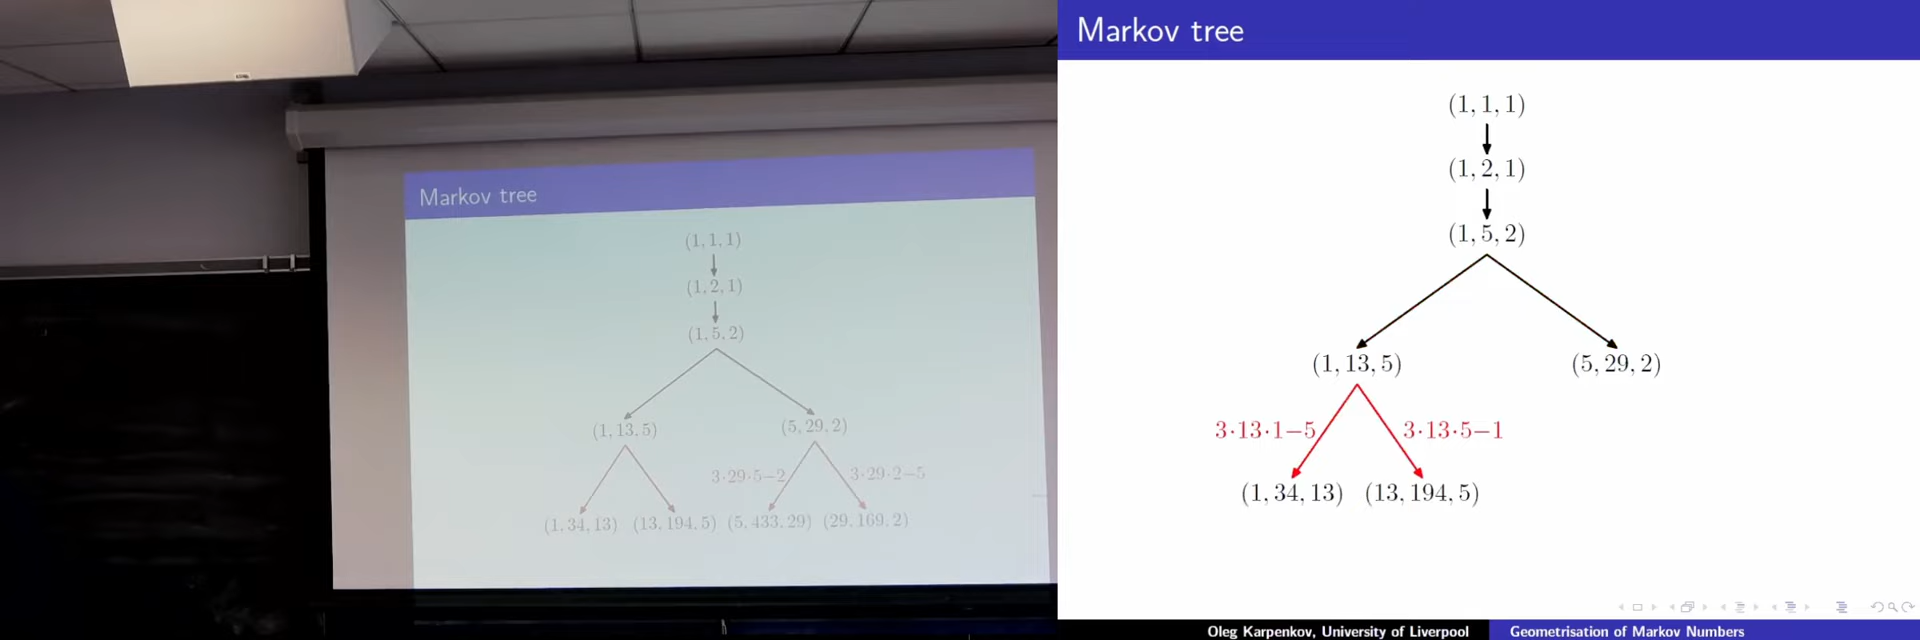 Markov tree
(1, 1, 1)
(1, 2, 1)
(1, 5, 2)
(1, 13, 5) (5, 29, 2)
3·29·5−2 3·29·2−5
(1, 34, 13) (13, 194, 5) (5, 433, 29) (29, 169, 2)
Markov tree
(1, 1, 1)
(1, 2, 1)
(1, 5, 2)
(1, 13, 5) (5, 29, 2)
3·13·1−5 3·13·5−1
(1, 34, 13) (13, 194, 5)
Oleg Karpenkov, University of Liverpool Geometrisation of Markov Numbers